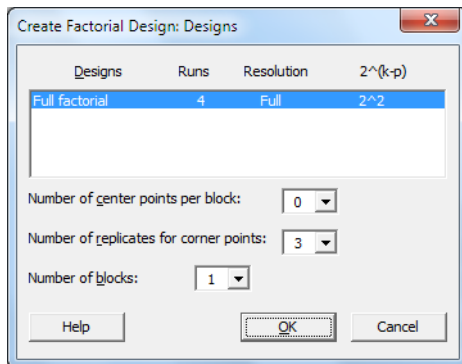 Create Factorial Design: Designs
Designs Runs Resolution 2^(k-p)
Full factorial 4 Full 2^2
Number of center points per block: 0
Number of replicates for corner points: 3
Number of blocks: 1
Help OK Cancel